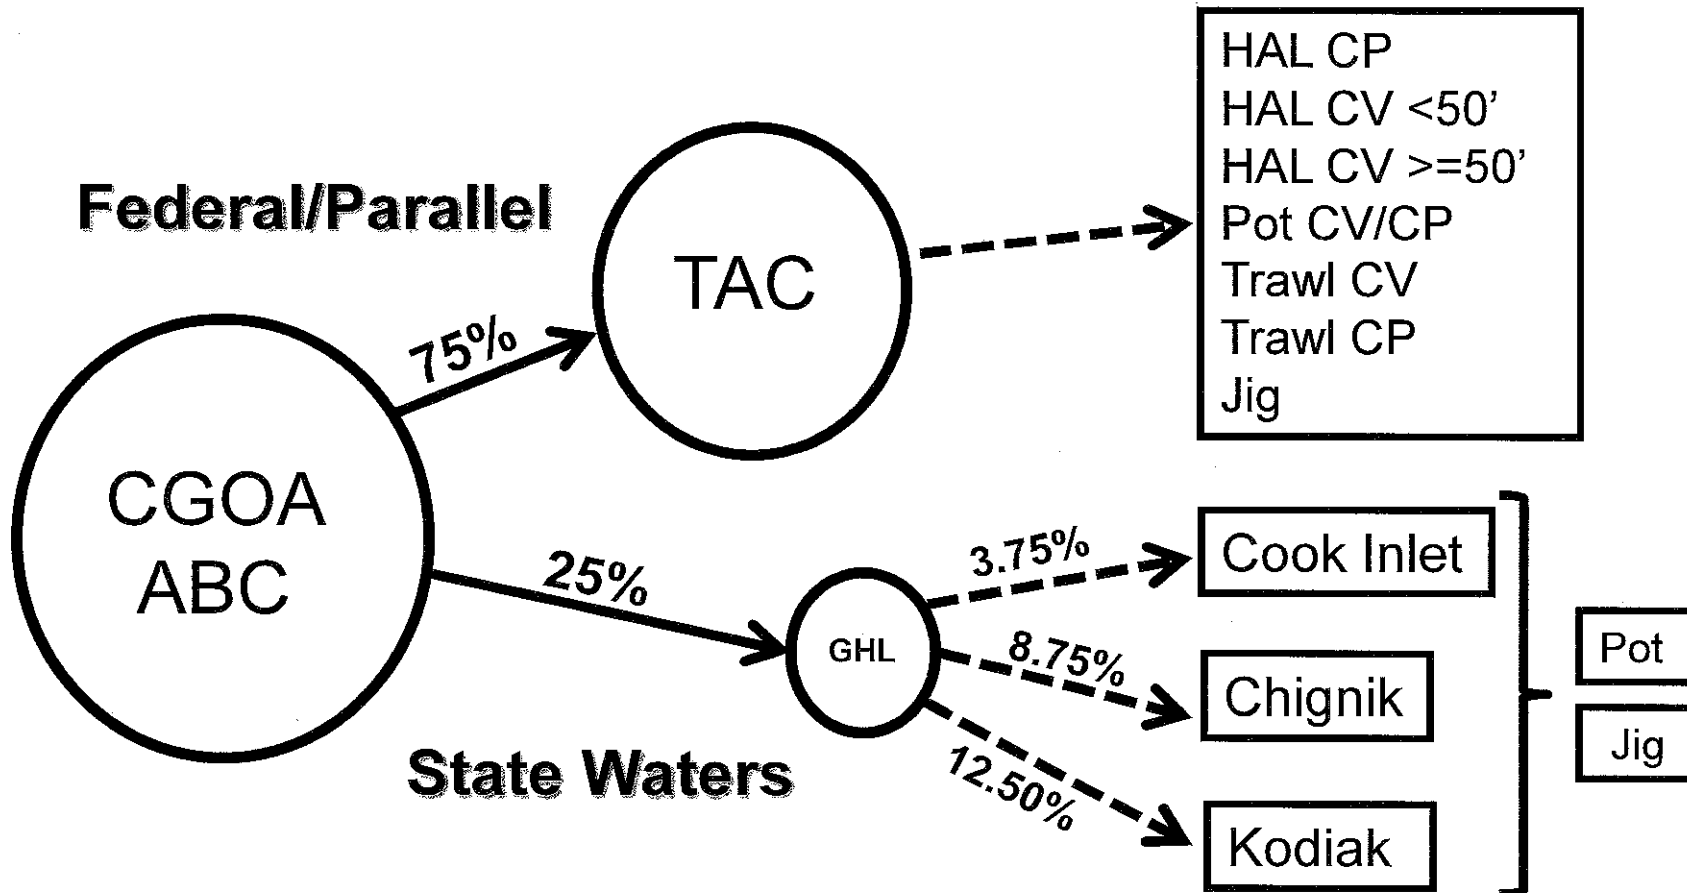 Federal/Parallel
75%
TAC
HAL CP
HAL CV <50’
HAL CV >=50’
Pot CV/CP
Trawl CV
Trawl CP
Jig
CGOA
ABC
25%
GHL
State Waters
3.75%
8.75%
12.50%
Cook Inlet
Chignik
Kodiak
Pot
Jig